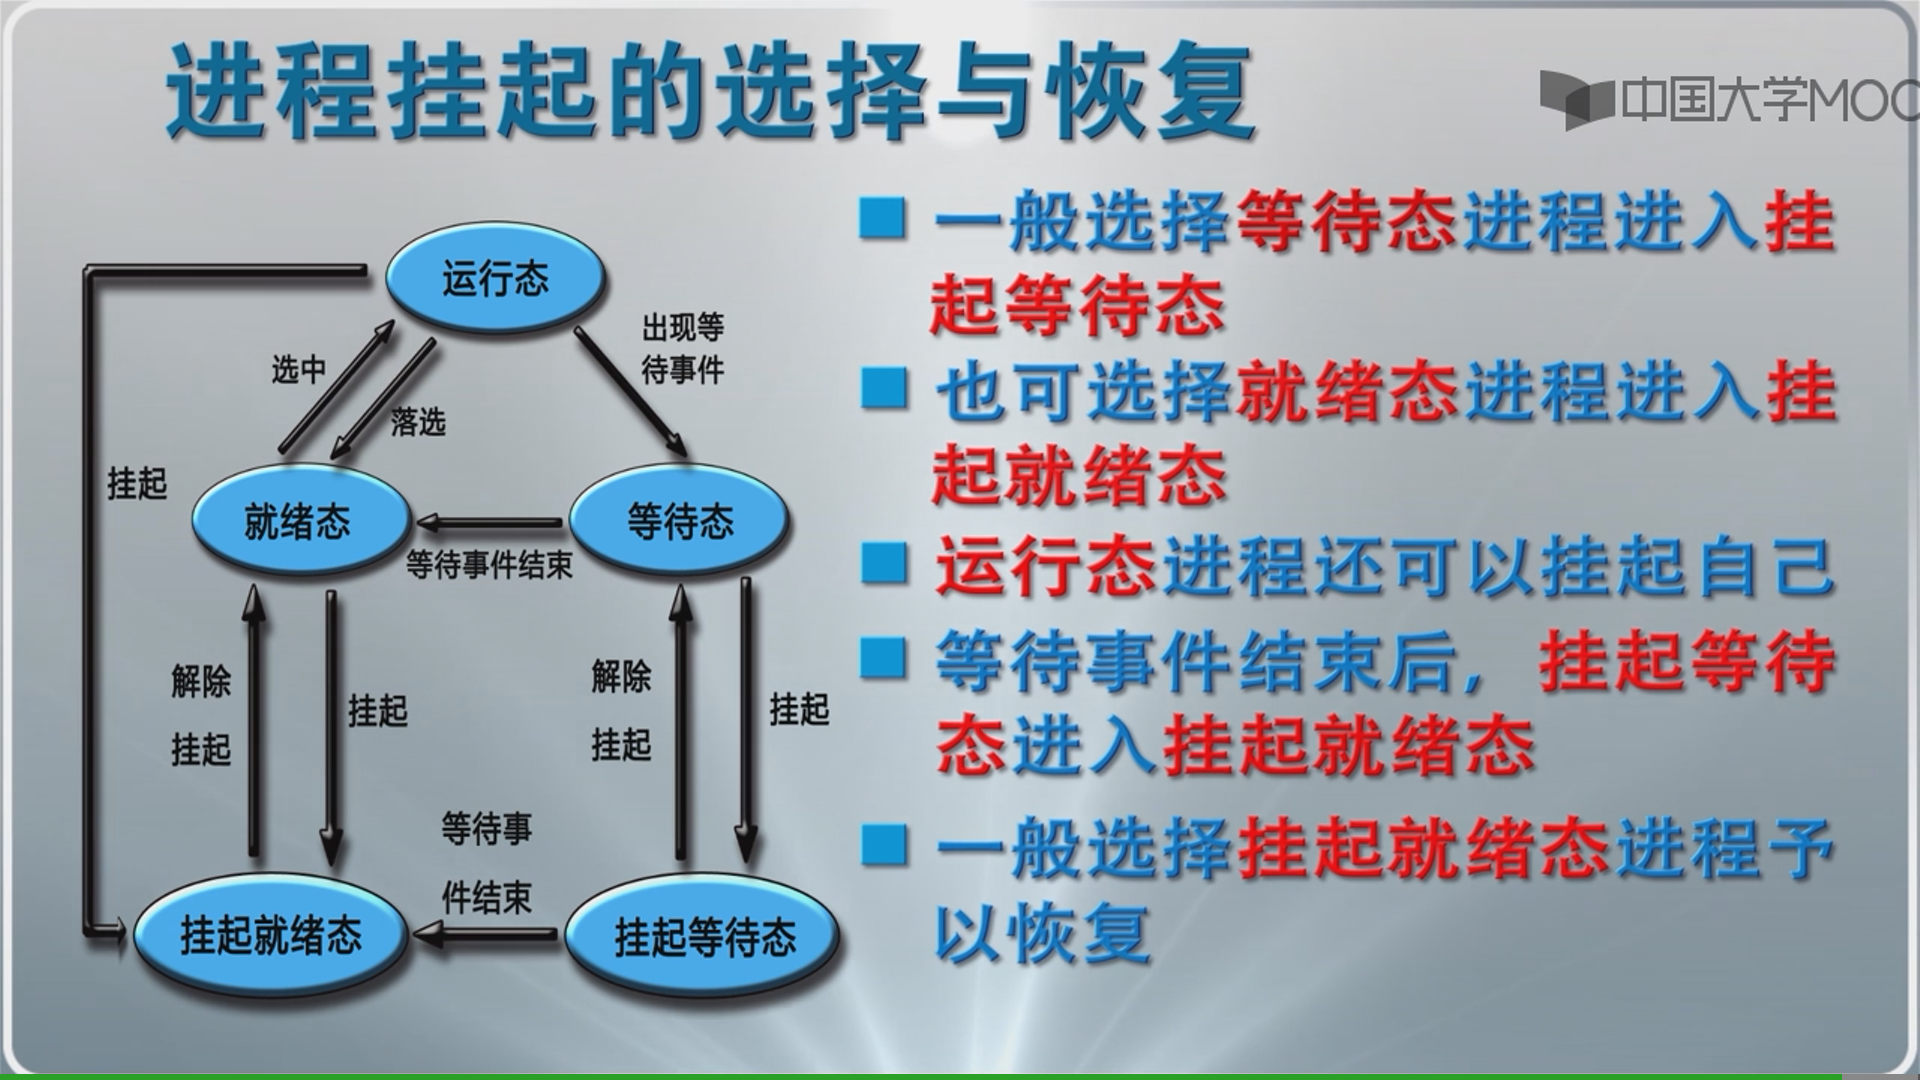 进程挂起的选择与恢复
中国大学MOO
运行态
出现等
待事件
选中
落选
挂起
就绪态
等待态
等待事件结束
解除
挂起
挂起
解除
挂起
挂起
等待事
件结束
挂起就绪态
挂起等待态
一般选择等待态进程进入挂
起等待态
也可选择就绪态进程进入挂
起就绪态
运行态进程还可以挂起自己
等待事件结束后，挂起等待
态进入挂起就绪态
一般选择挂起就绪态进程予
以恢复